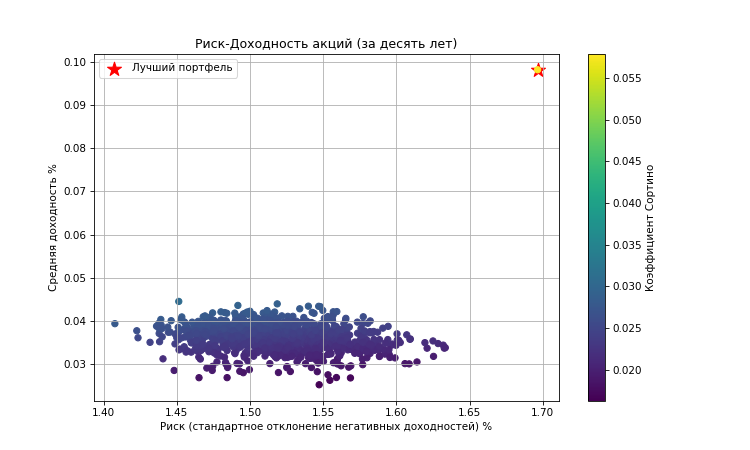 Риск-Доходность акций (за десять лет)
Лучший портфель
0.10
0.09
0.08
0.07
0.06
0.05
0.04
0.03
Средняя доходность %
1.40 1.45 1.50 1.55 1.60 1.65 1.70
Риск (стандартное отклонение негативных доходностей) %
0.055
0.050
0.045
0.040
0.035
0.030
0.025
0.020
Коэффициент Сортино